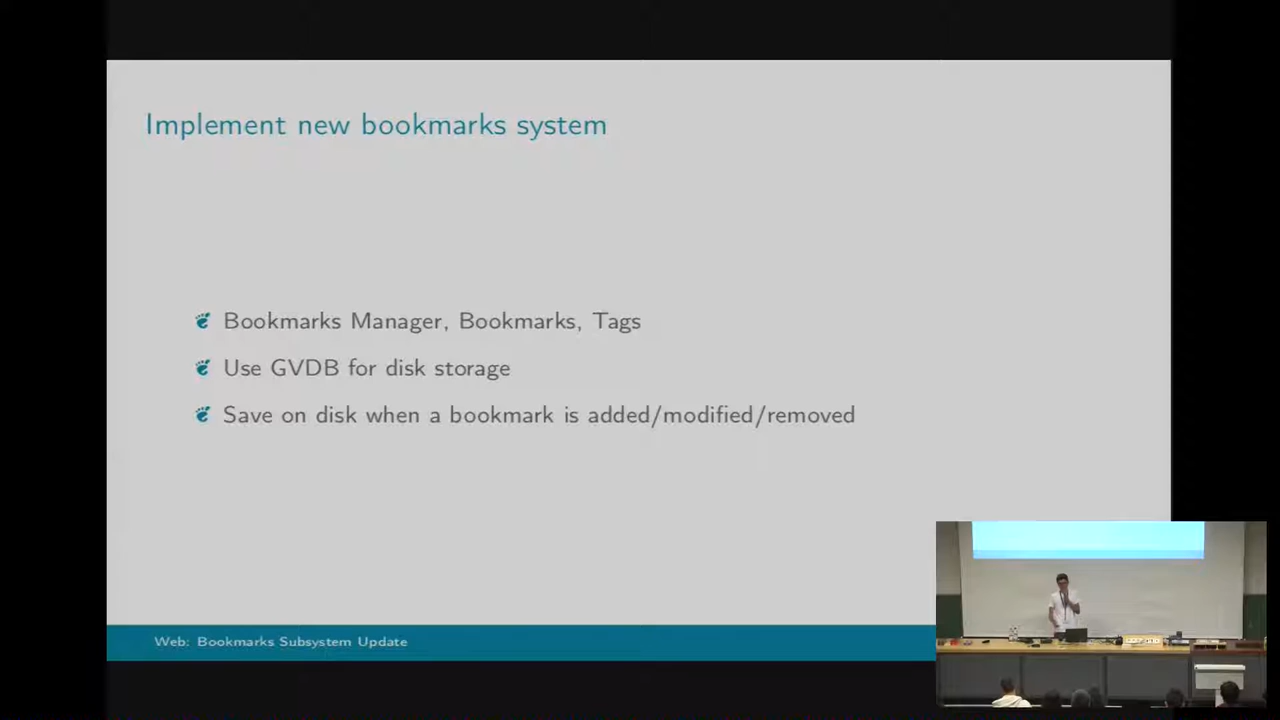 Implement new bookmarks system
Bookmarks Manager, Bookmarks, Tags
Use GVDB for disk storage
Save on disk when a bookmark is added/modified/removed
Web: Bookmarks Subsystem Update